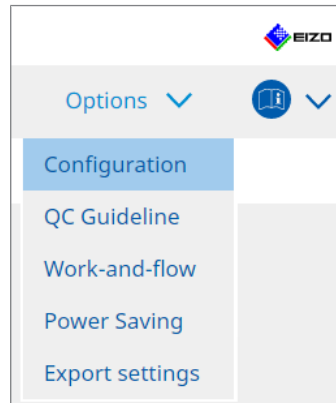 EIZO
Options
Configuration
QC Guideline
Work-and-flow
Power Saving
Export settings